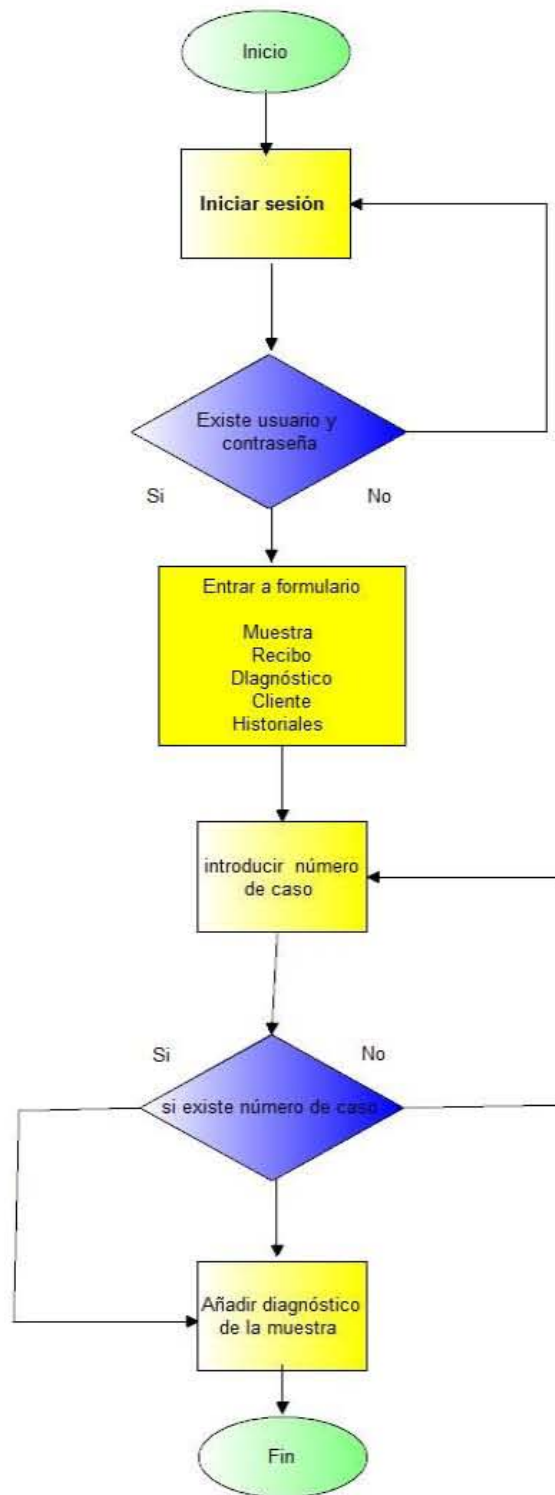 Inicio
Iniciar sesión
Existe usuario y
contraseña
Si
No
Entrar a formulario
Muestra
Recibo
DIagnóstico
Cliente
Historiales
introducir número
de caso
Si
No
si existe número de caso
Añadir diagnóstico
de la muestra
Fin